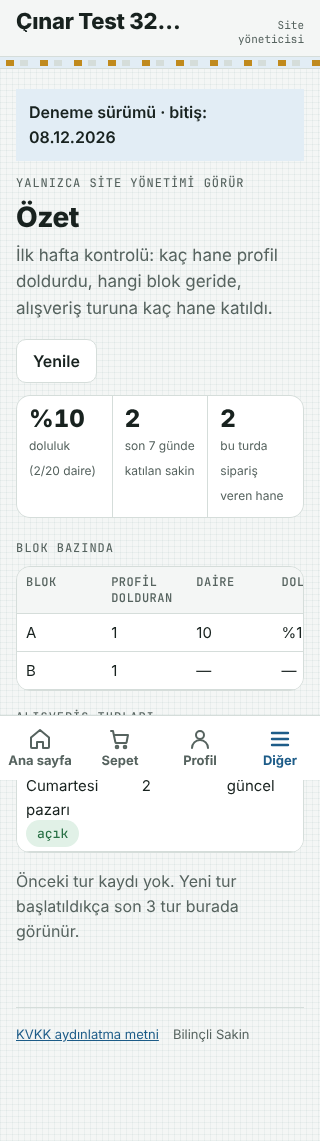 Çınar Test 32...
Site
yöneticisi
Deneme sürümü · bitiş:
08.12.2026
YALNIZCA SİTE YÖNETİMİ GÖRÜR
Özet
İlk hafta kontrolü: kaç hane profil
doldurdu, hangi blok geride,
alışveriş turuna kaç hane katıldı.
Yenile
%10
doluluk
(2/20 daire)
2
son 7 günde
katılan sakin
2
bu turda
sipariş
veren hane
BLOK BAZINDA
BLOK PROFİL DOLDURAN DAİRE DOL
A 1 10 %1
B 1 — —
ALIŞVERİŞ TURLARI
Ana sayfa Sepet Profil Diğer
Cumartesi 2 güncel
pazarı
açık
Önceki tur kaydı yok. Yeni tur
başlatıldıkça son 3 tur burada
görünür.
KVKK aydınlatma metni Bilinçli Sakin